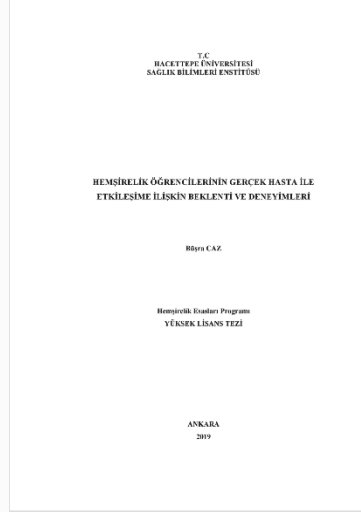 T.C
HACETTEPE ÜNİVERSİTESİ
SAĞLIK BİLİMLERİ ENSTİTÜSÜ
HEMŞİRELİK ÖĞRENCİLERİNİN GERÇEK HASTA İLE
ETKİLEŞİME İLİŞKİN BEKLENTİ VE DENEYİMLERİ
Büşra CAZ
Hemşirelik Esasları Programı
YÜKSEK LİSANS TEZİ
ANKARA
2019